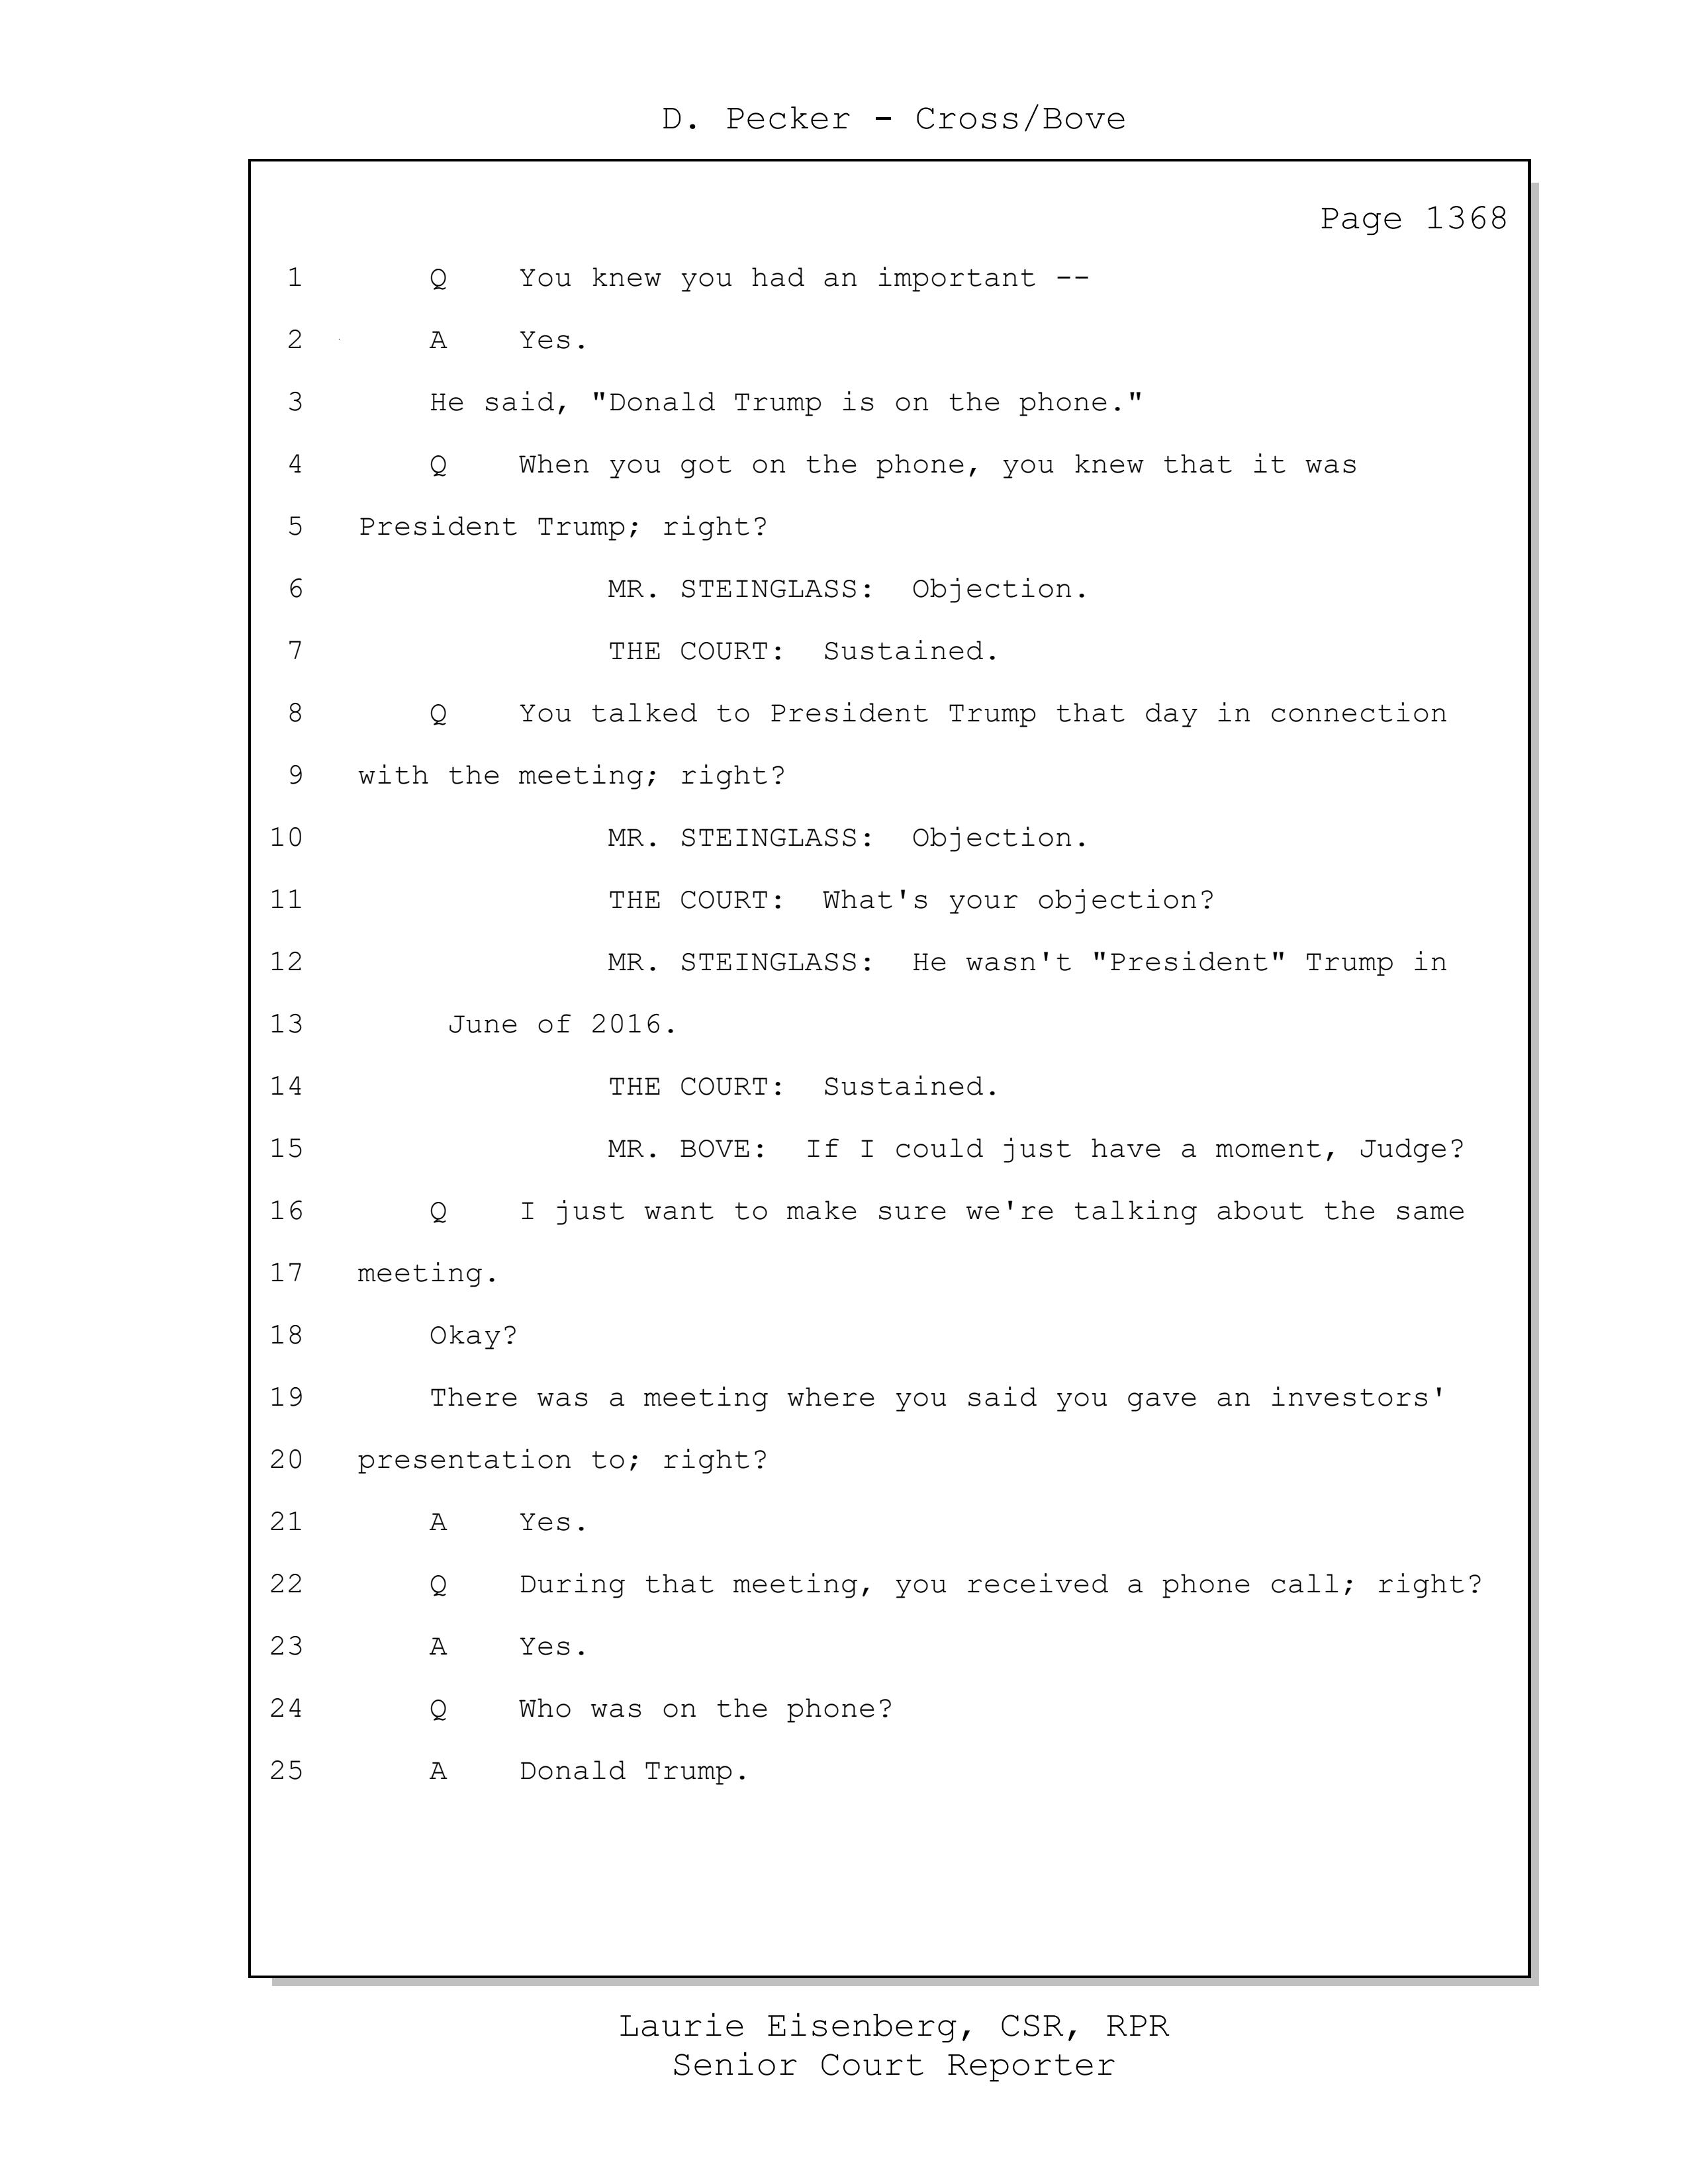 D. Pecker - Cross/Bove
Page 1368
1 Q You knew you had an important --
2 A Yes.
3 He said, "Donald Trump is on the phone."
4 Q When you got on the phone, you knew that it was
5 President Trump; right?
6 MR. STEINGLASS: Objection.
7 THE COURT: Sustained.
8 Q You talked to President Trump that day in connection
9 with the meeting; right?
10 MR. STEINGLASS: Objection.
11 THE COURT: What's your objection?
12 MR. STEINGLASS: He wasn't "President" Trump in
13 June of 2016.
14 THE COURT: Sustained.
15 MR. BOVE: If I could just have a moment, Judge?
16 Q I just want to make sure we're talking about the same
17 meeting.
18 Okay?
19 There was a meeting where you said you gave an investors'
20 presentation to; right?
21 A Yes.
22 Q During that meeting, you received a phone call; right?
23 A Yes.
24 Q Who was on the phone?
25 A Donald Trump.
Laurie Eisenberg, CSR, RPR
Senior Court Reporter